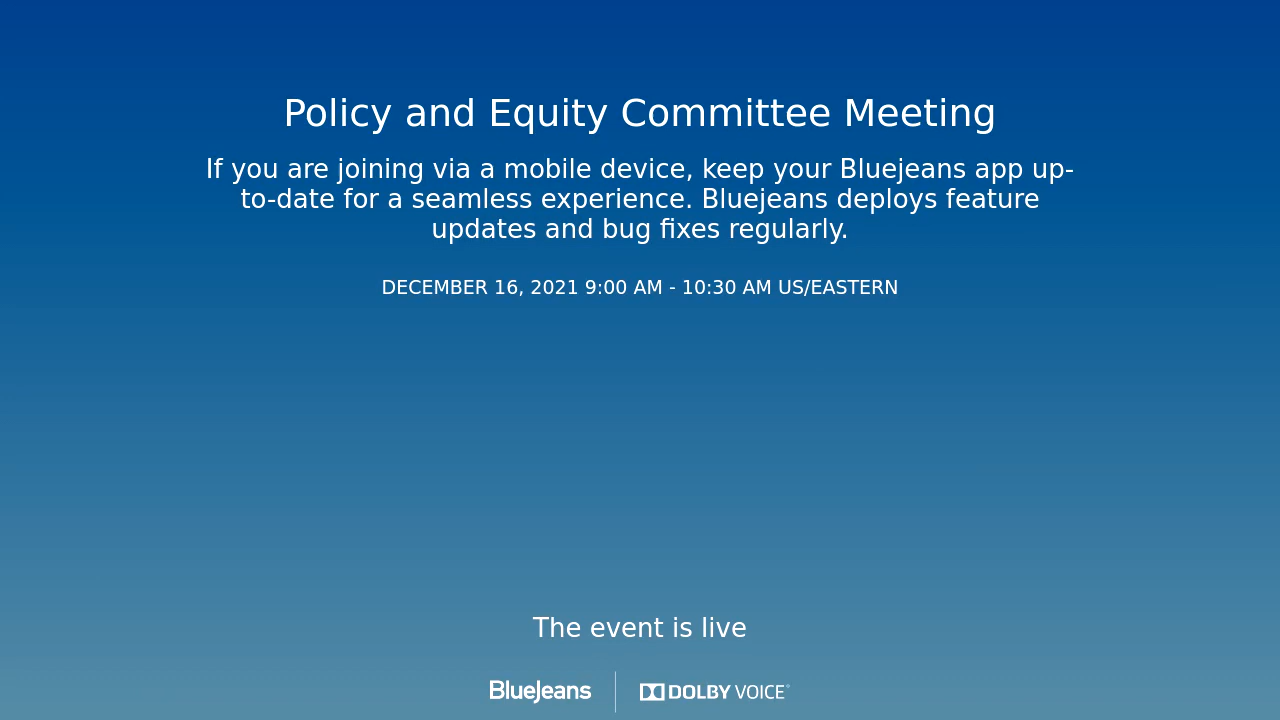 Policy and Equity Committee Meeting
If you are joining via a mobile device, keep your Bluejeans app up-
to-date for a seamless experience. Bluejeans deploys feature
updates and bug fixes regularly.
DECEMBER 16, 2021 9:00 AM - 10:30 AM US/EASTERN
The event is live
BlueJeans
DOLBY VOICE